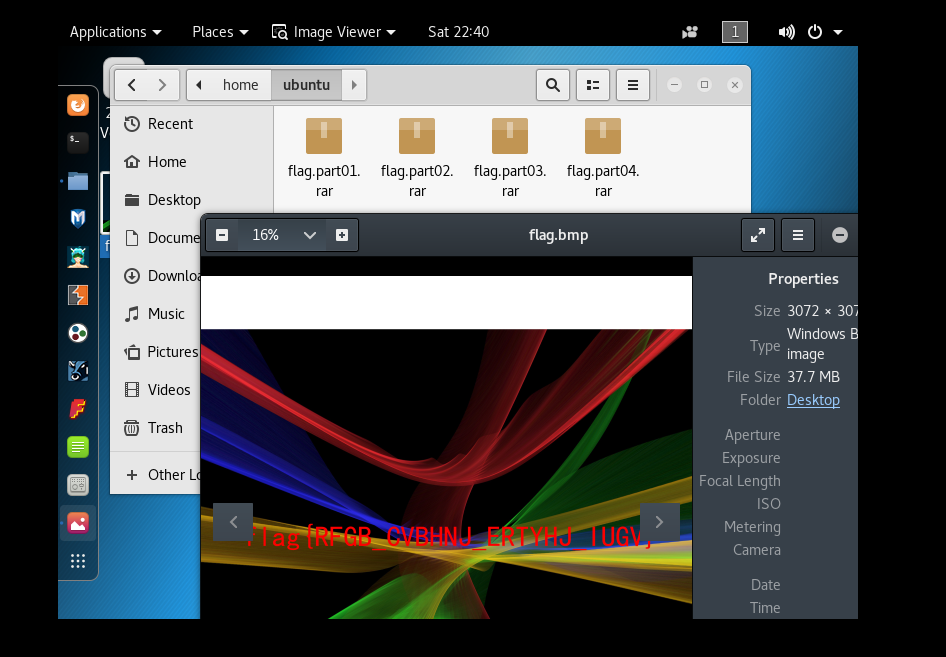 Applications Places Image Viewer Sat 22:40 1
home ubuntu
Recent
Home
Desktop
Docume
Downloa
Music
Pictures
Videos
Trash
Other Lo
flag.part01.
rar
flag.part02.
rar
flag.part03.
rar
flag.part04.
rar
16% flag.bmp
flag{RFGB_CVBHNJ_ERTYHJ_IUGV}
Properties
Size 3072 × 307
Type Windows B
image
File Size 37.7 MB
Folder Desktop
Aperture
Exposure
Focal Length
ISO
Metering
Camera
Date
Time